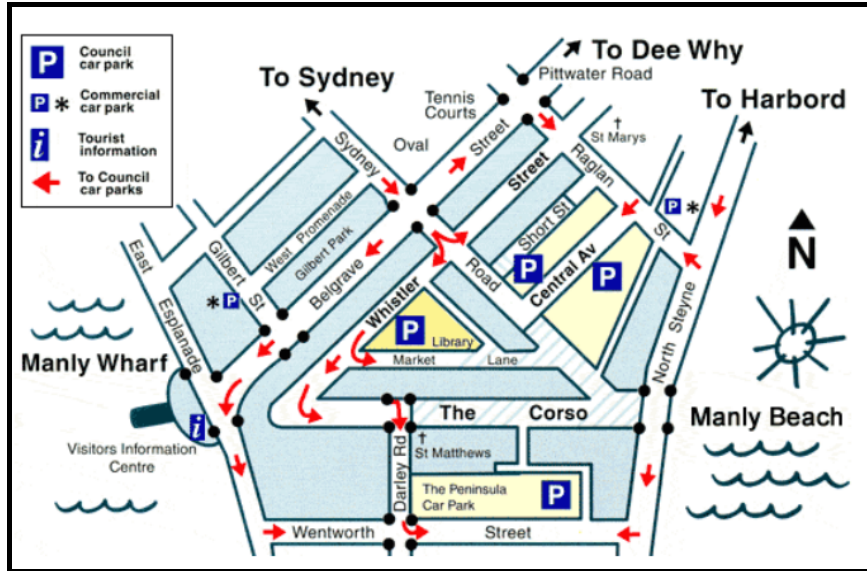 P
Council
car park
P *
Commercial
car park
i
Tourist
information
To Council
car parks
To Sydney
To Dee Why
Pittwater Road
To Harbord
Tennis
Courts
Oval
Sydney
Street
Street
St Marys
Raglan
St
P *
Short St
P
Central Av
P
N
West Promenade
Gilbert Park
Gilbert St
Belgrave
East
Esplanade
* P
Whistler
Road
P
Library
Market
Lane
North Steyne
Manly Wharf
Manly Beach
The
Corso
i
Visitors Information
Centre
St Matthews
Darley Rd
The Peninsula
Car Park
P
Wentworth
Street